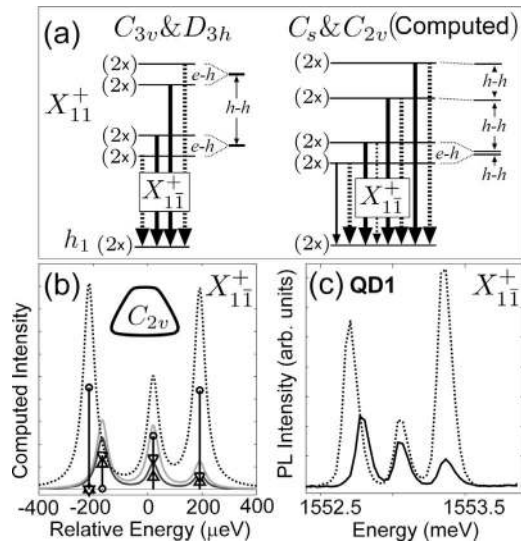 (a) C3v&D3h Cs&C2v(Computed)
(2x) e-h (2x) h-h
(2x) h-h (2x)
X11+ h-h
(2x) e-h (2x) e-h
(2x) (2x) h-h
X11̄+ X11̄+
h1 (2x) (2x)
(b) X11̄+ (c) QD1 X11̄+
C2v
Computed Intensity
PL Intensity (arb. units)
-400 -200 0 200 400
Relative Energy (μeV)
1552.5 1553.5
Energy (meV)